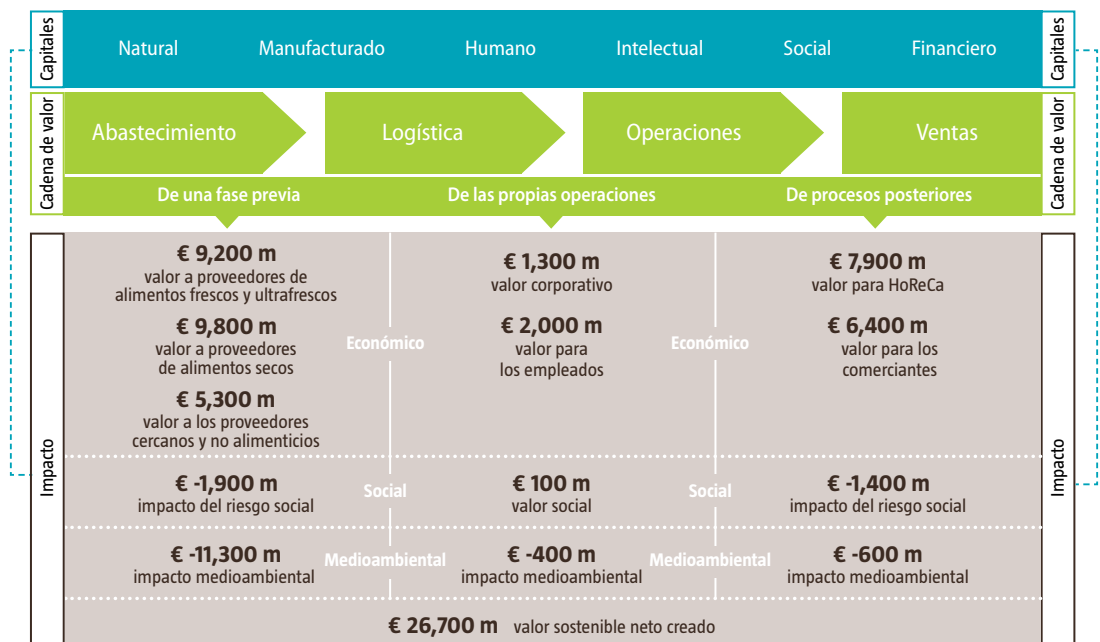 Capitales
Natural
Manufacturado
Humano
Intelectual
Social
Financiero
Capitales
Cadena de valor
Abastecimiento
Logística
Operaciones
Ventas
Cadena de valor
De una fase previa
De las propias operaciones
De procesos posteriores
Impacto
€ 9,200 m
valor a proveedores de
alimentos frescos y ultrafrescos
€ 9,800 m
valor a proveedores
de alimentos secos
€ 5,300 m
valor a los proveedores
cercanos y no alimenticios
Económico
€ 1,300 m
valor corporativo
€ 2,000 m
valor para
los empleados
Económico
€ 7,900 m
valor para HoReCa
€ 6,400 m
valor para los
comerciantes
Impacto
€ -1,900 m
impacto del riesgo social
Social
€ 100 m
valor social
Social
€ -1,400 m
impacto del riesgo social
€ -11,300 m
impacto medioambiental
Medioambiental
€ -400 m
impacto medioambiental
Medioambiental
€ -600 m
impacto medioambiental
€ 26,700 m valor sostenible neto creado